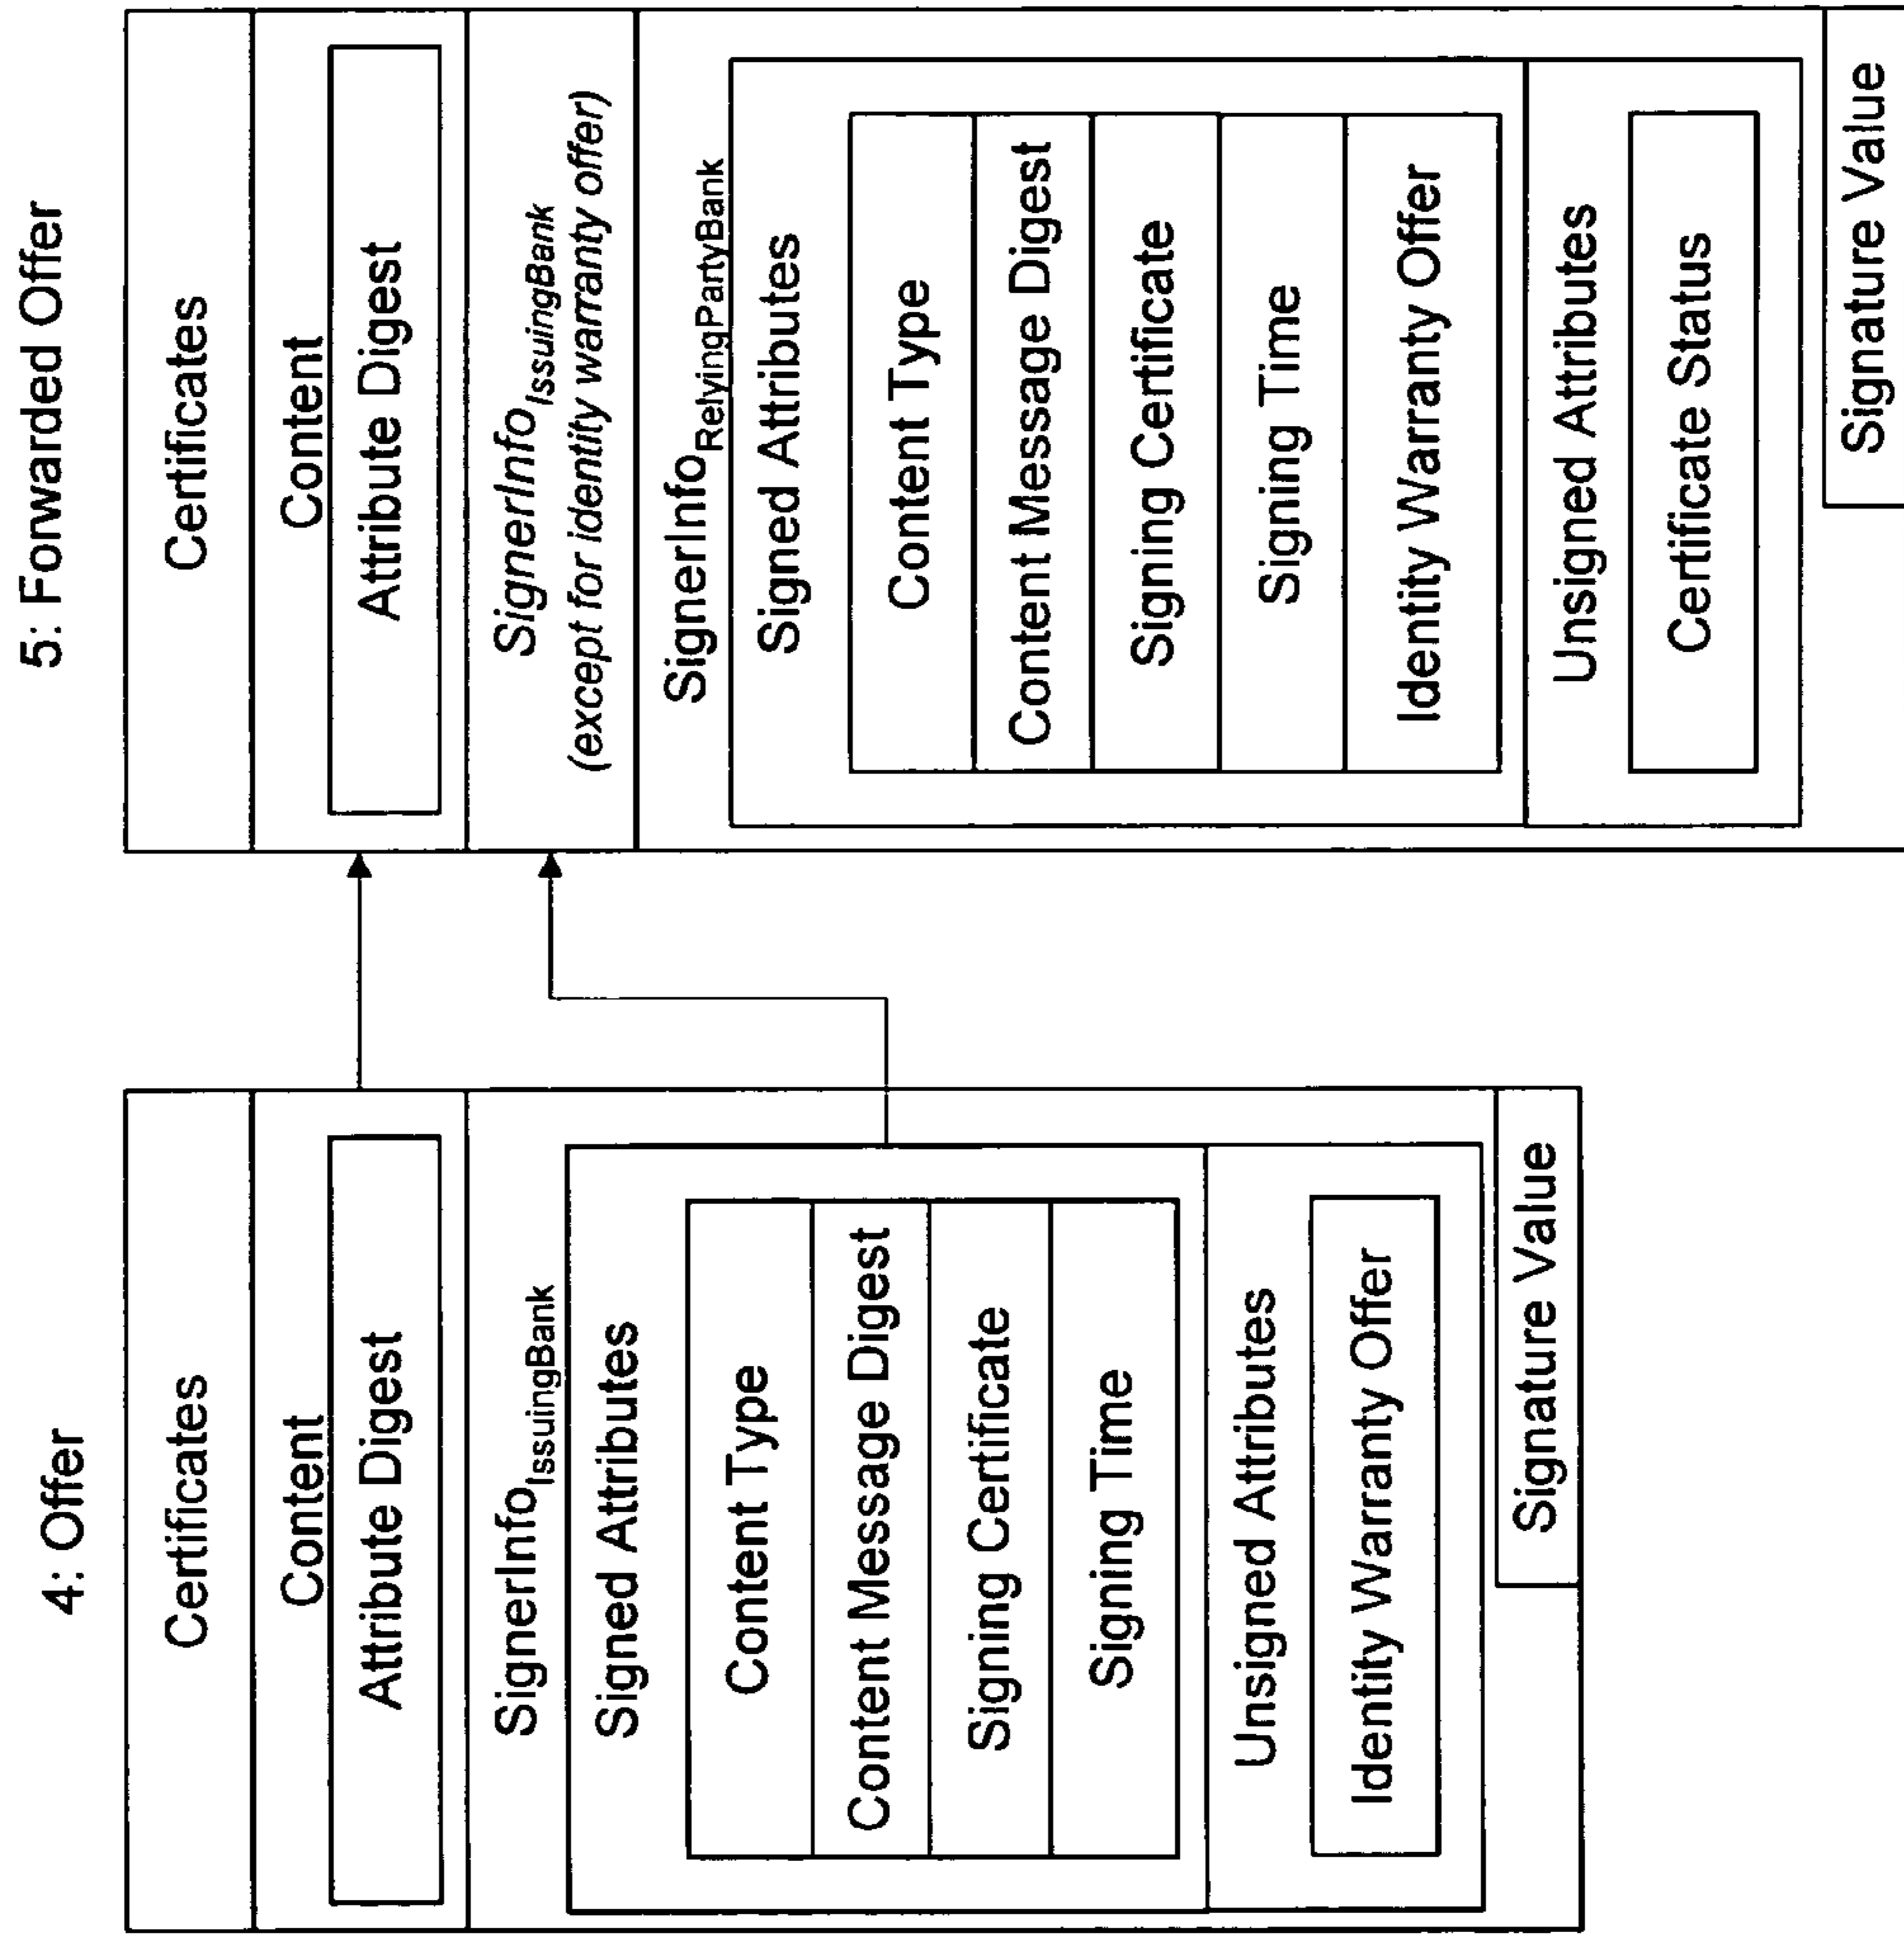 4: Offer
Certificates
Content
Attribute Digest
SignerInfoIssuingBank
Signed Attributes
Content Type
Content Message Digest
Signing Certificate
Signing Time
Unsigned Attributes
Identity Warranty Offer
Signature Value
5: Forwarded Offer
Certificates
Content
Attribute Digest
SignerInfoIssuingBank
(except for identity warranty offer)
SignerInfoRelyingPartyBank
Signed Attributes
Content Type
Content Message Digest
Signing Certificate
Signing Time
Identity Warranty Offer
Unsigned Attributes
Certificate Status
Signature Value